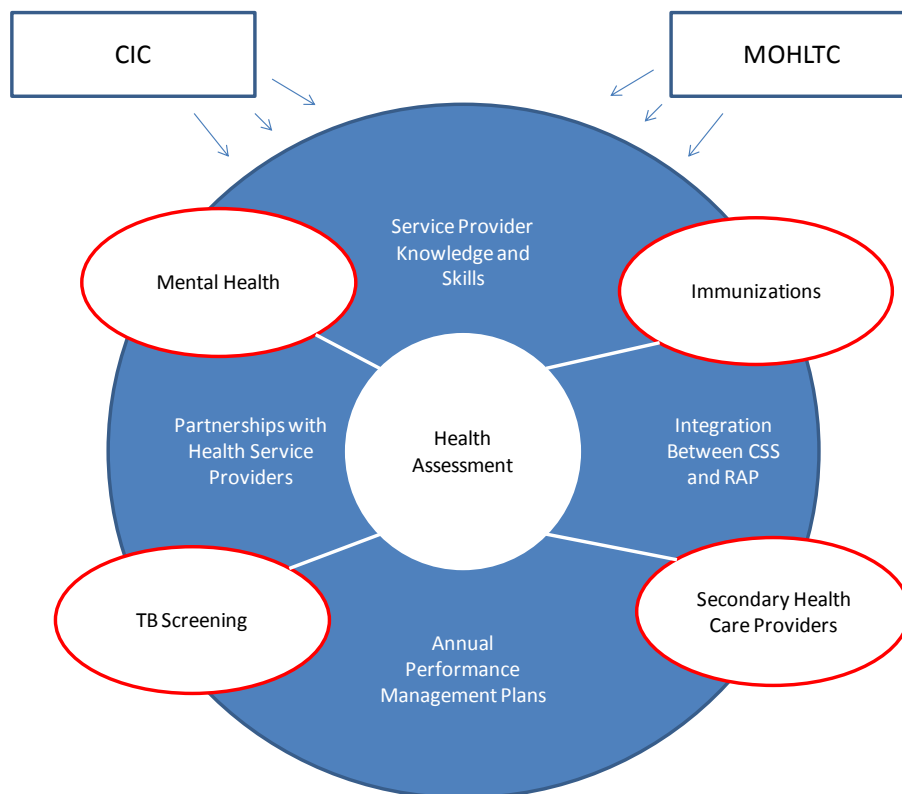 CIC
MOHLTC
Service Provider
Knowledge and
Skills
Mental Health
Immunizations
Partnerships with
Health Service
Providers
Health
Assessment
Integration
Between CSS
and RAP
TB Screening
Secondary Health
Care Providers
Annual
Performance
Management Plans